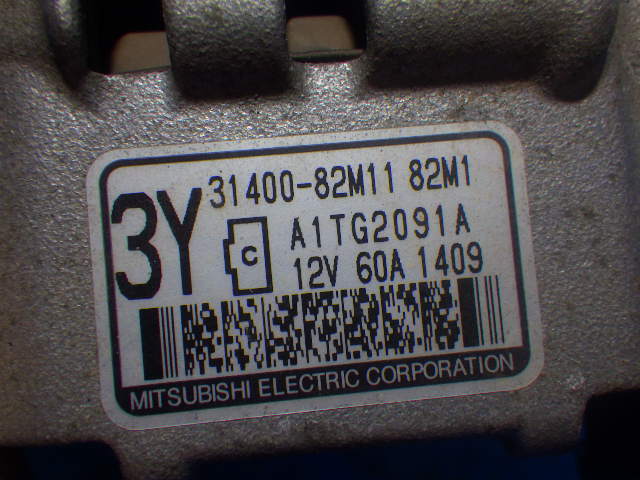 3Y
31400-82M11 82M1
C A1TG2091A
12V 60A 1409
MITSUBISHI ELECTRIC CORPORATION